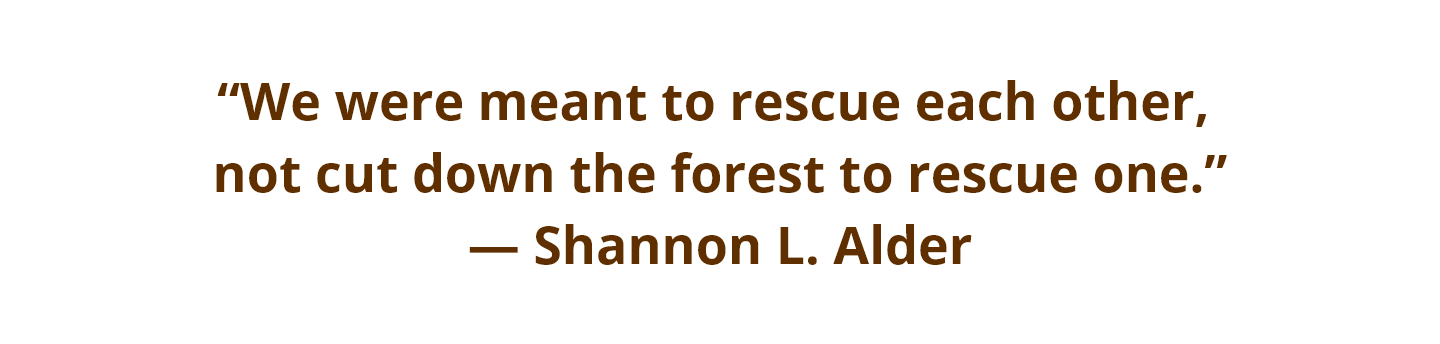 “We were meant to rescue each other,
not cut down the forest to rescue one.”
— Shannon L. Alder